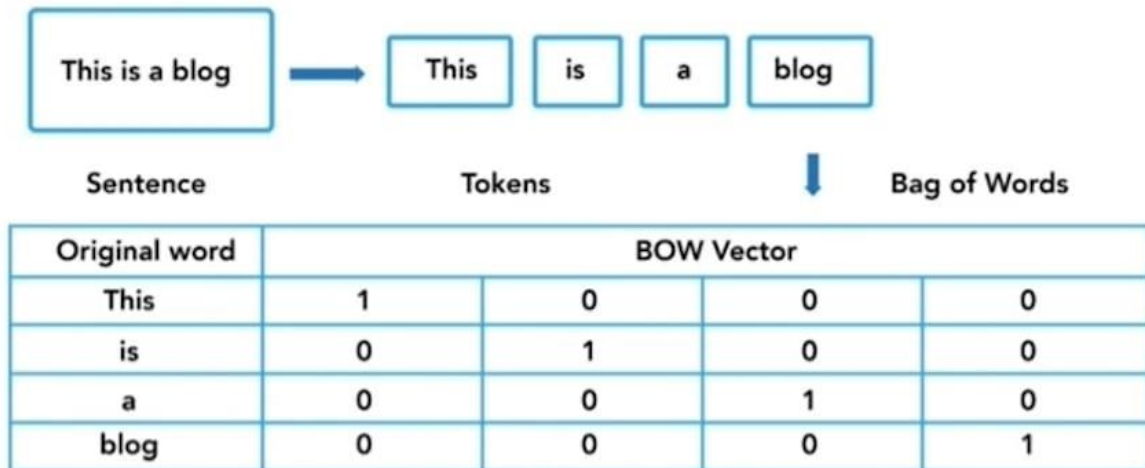 This is a blog This is a blog
Sentence Tokens Bag of Words
Original word BOW Vector
This 1 0 0 0
is 0 1 0 0
a 0 0 1 0
blog 0 0 0 1